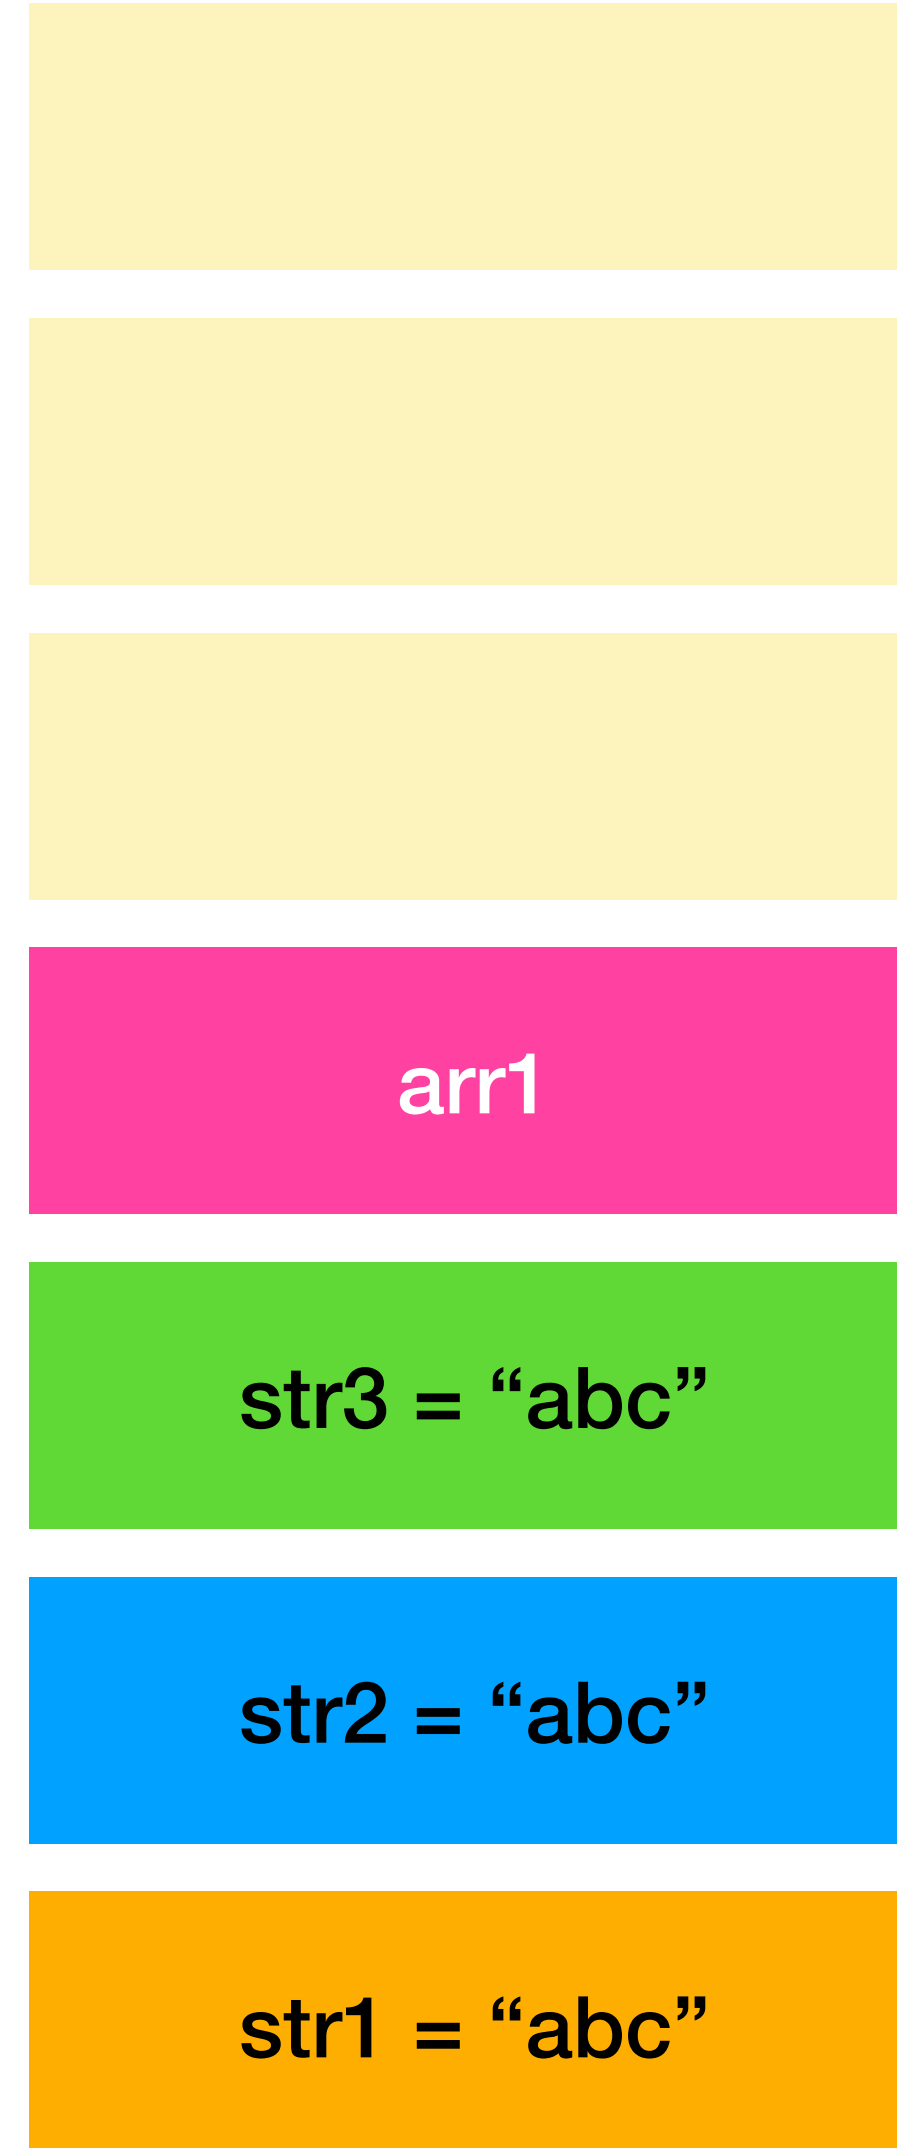 arr1
str3 = “abc”
str2 = “abc”
str1 = “abc”